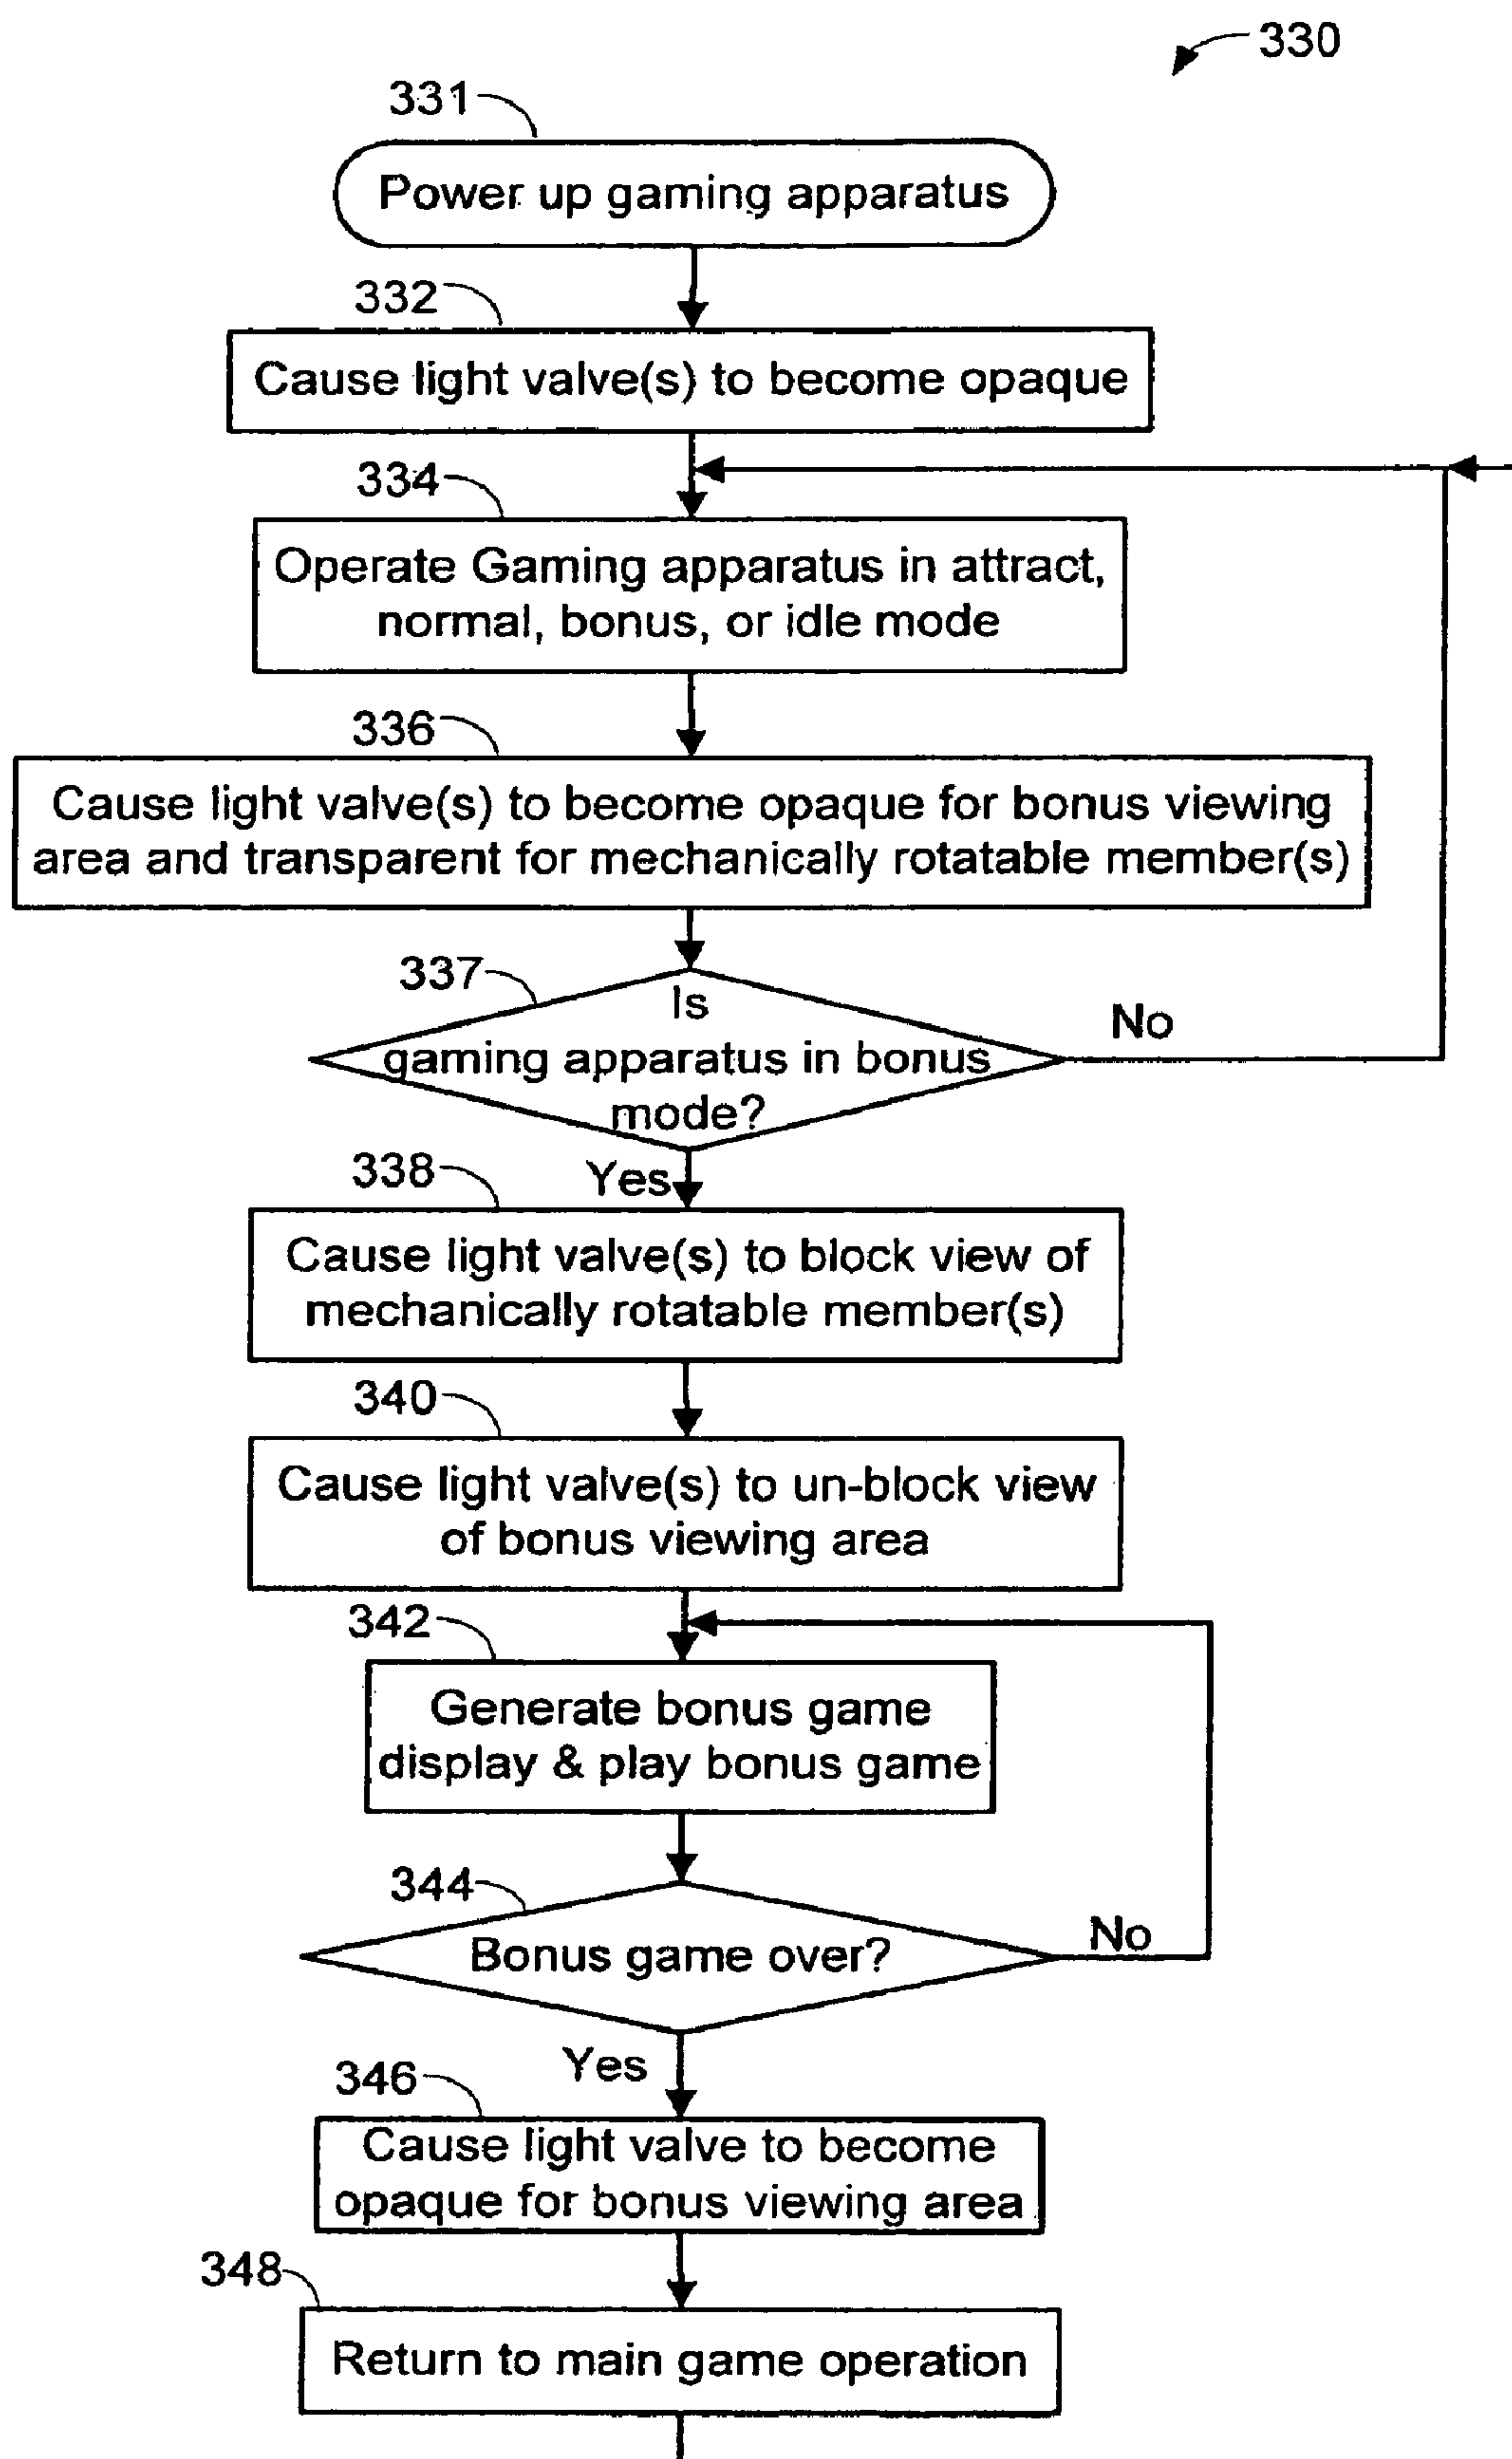 330
331
Power up gaming apparatus
332
Cause light valve(s) to become opaque
334
Operate Gaming apparatus in attract,
normal, bonus, or idle mode
336
Cause light valve(s) to become opaque for bonus viewing
area and transparent for mechanically rotatable member(s)
337
Is
gaming apparatus in bonus
mode?
No
Yes
338
Cause light valve(s) to block view of
mechanically rotatable member(s)
340
Cause light valve(s) to un-block view
of bonus viewing area
342
Generate bonus game
display & play bonus game
344
Bonus game over?
No
Yes
346
Cause light valve to become
opaque for bonus viewing area
348
Return to main game operation